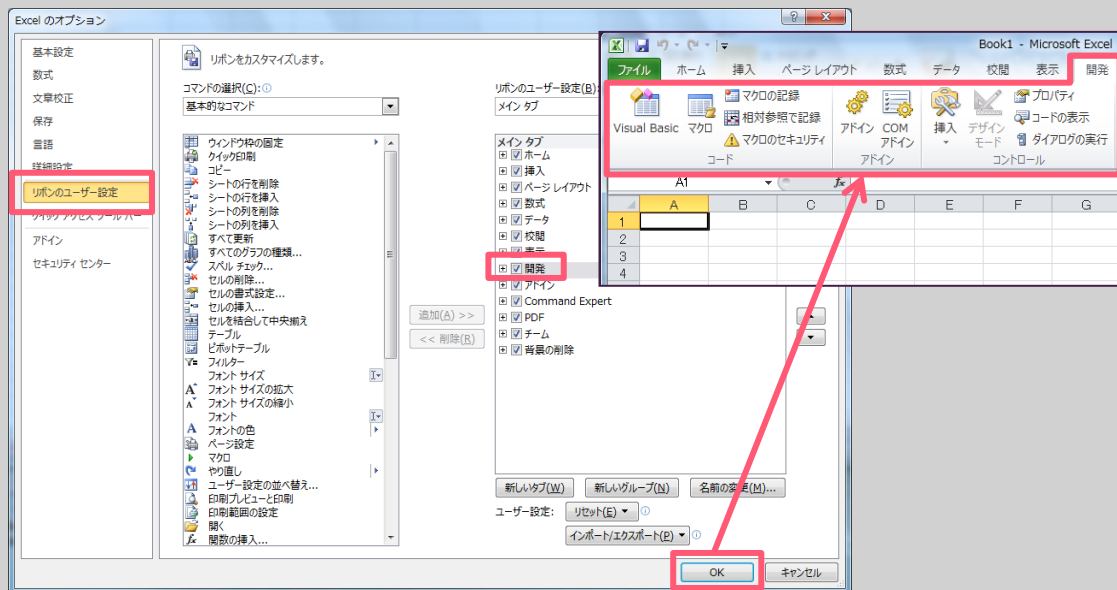 Excel のオプション
基本設定
数式
文章校正
保存
言語
詳細設定
リボンのユーザー設定
クイック アクセス ツール バー
アドイン
セキュリティ センター
リボンをカスタマイズします。
コマンドの選択(C):
基本的なコマンド
ウィンドウ枠の固定
クイック印刷
コピー
シートの行を削除
シートの行を挿入
シートの列を削除
シートの列を挿入
すべて更新
すべてのグラフの種類...
スペル チェック...
セルの削除...
セルの書式設定...
セルの挿入...
セルを結合して中央揃え
テーブル
ピボットテーブル
フィルター
フォント サイズ
フォント サイズの拡大
フォント サイズの縮小
フォント
フォントの色
ページ設定
マクロ
やり直し
ユーザー設定の並べ替え...
印刷プレビューと印刷
印刷範囲の設定
開く
関数の挿入...
追加(A) >>
<< 削除(R)
リボンのユーザー設定(B):
メイン タブ
メイン タブ
ホーム
挿入
ページ レイアウト
数式
データ
校閲
表示
開発
アドイン
Command Expert
PDF
チーム
背景の削除
新しいタブ(W) 新しいグループ(N) 名前の変更(M)...
ユーザー設定: リセット(E)
インポート/エクスポート(P)
OK キャンセル
Book1 - Microsoft Excel
ファイル ホーム 挿入 ページ レイアウト 数式 データ 校閲 表示 開発
Visual Basic マクロ
マクロの記録
相対参照で記録
マクロのセキュリティ
コード
アドイン COM アドイン
アドイン
挿入 デザイン モード
プロパティ
コードの表示
ダイアログの実行
コントロール
A1 fx
A B C D E F G
1
2
3
4